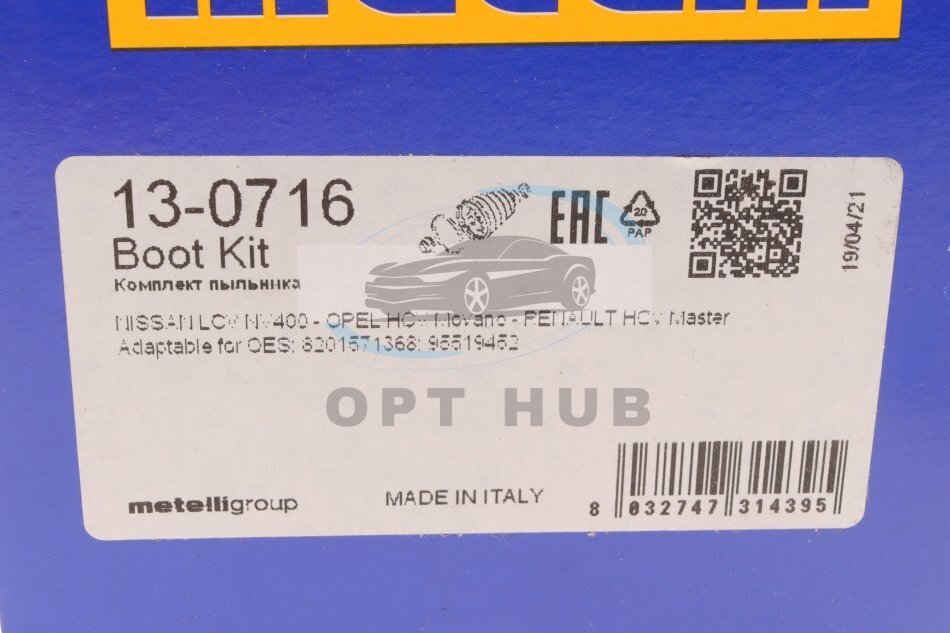 13-0716
Boot Kit
Комплект пыльника
NISSAN LCV NV400 - OPEL HCV Movano - RENAULT HCV Master
Adaptable for OES: 8201571368; 95519452
EAC
20
PAP
19/04/21
OPT HUB
metelligroup
MADE IN ITALY
8 032747 314395